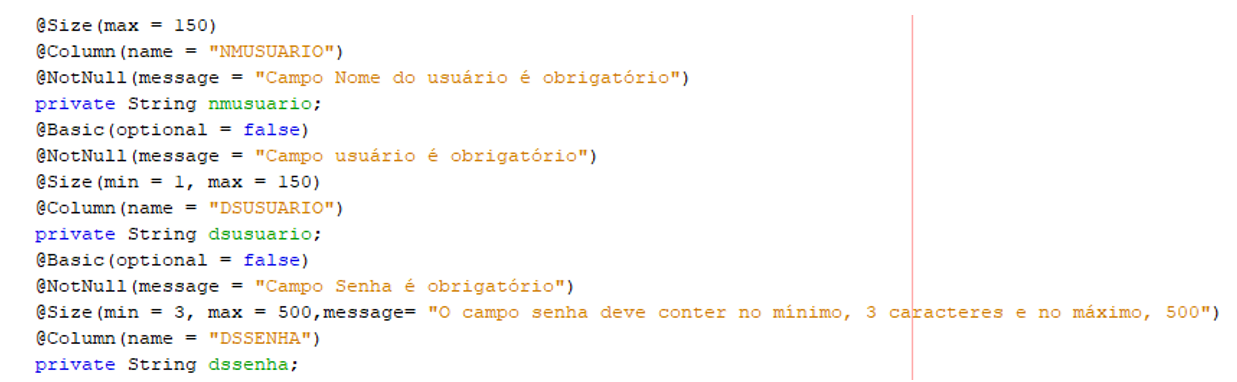 @Size(max = 150)
@Column(name = "NMUSUARIO")
@NotNull(message = "Campo Nome do usuário é obrigatório")
private String nmusuario;
@Basic(optional = false)
@NotNull(message = "Campo usuário é obrigatório")
@Size(min = 1, max = 150)
@Column(name = "DSUSUARIO")
private String dsusuario;
@Basic(optional = false)
@NotNull(message = "Campo Senha é obrigatório")
@Size(min = 3, max = 500,message= "O campo senha deve conter no mínimo, 3 caracteres e no máximo, 500")
@Column(name = "DSSENHA")
private String dssenha;